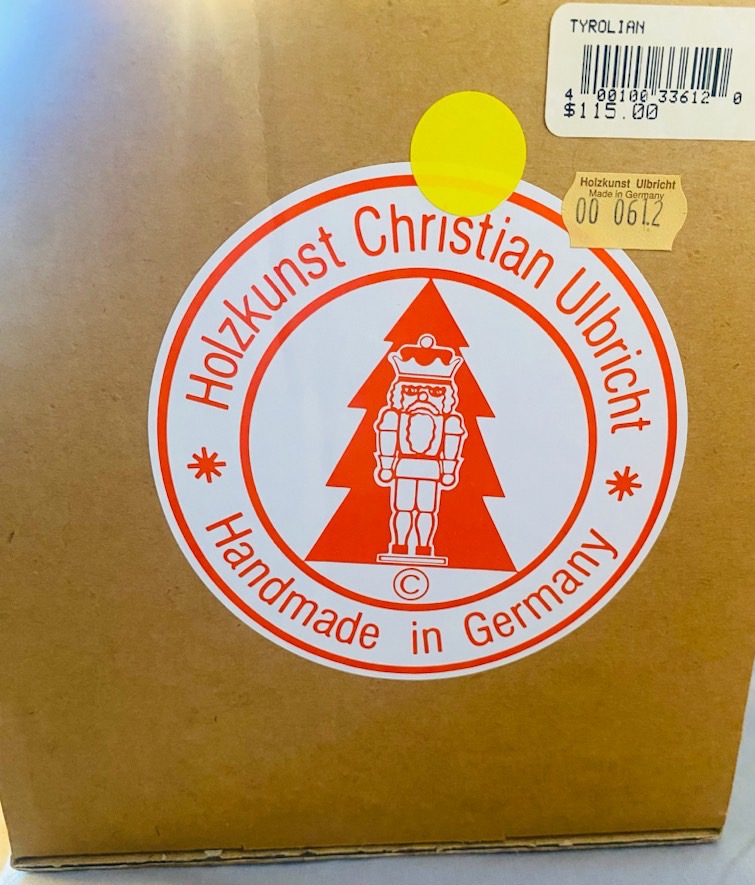 TYROLIAN
4 00100 33612 0
$115.00
Holzkunst Ulbricht
Made in Germany
00 0612
Holzkunst Christian Ulbricht
* Handmade in Germany *
©